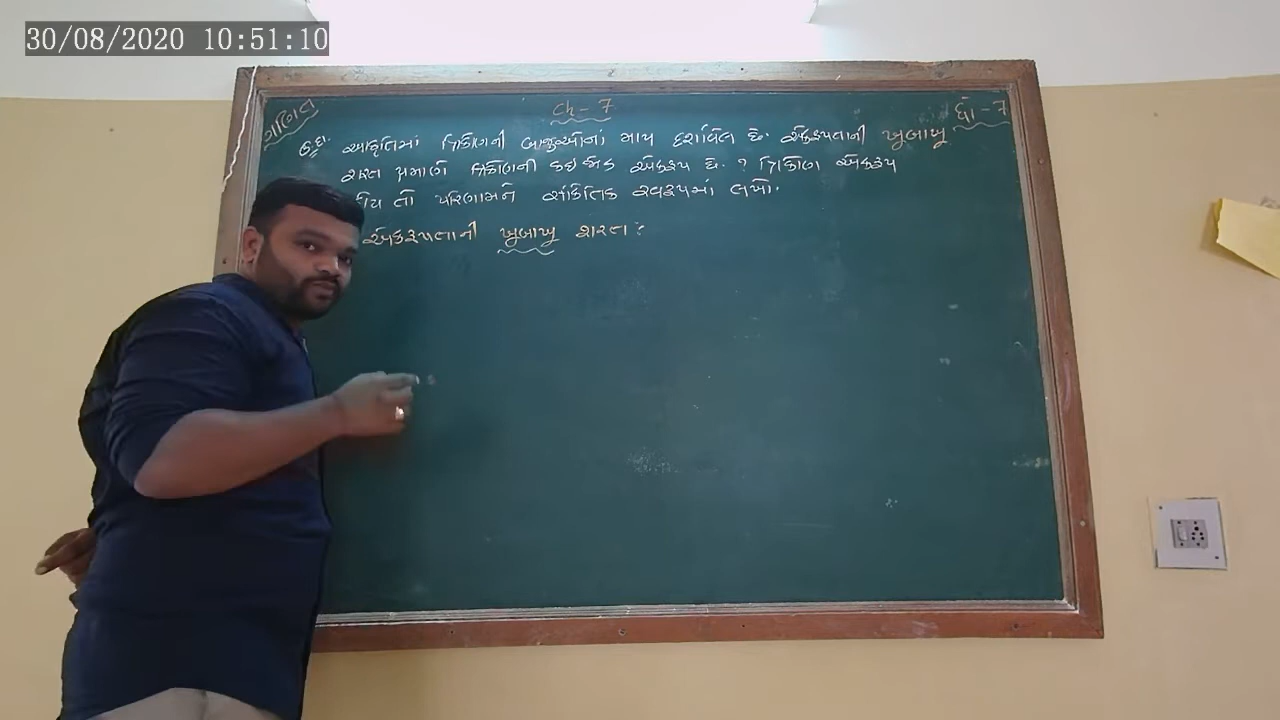 30/08/2020 10:51:10
ગણિત
Ch - 7
ધો - 7
ઉદા. આકૃતિમાં ત્રિકોણની બાજુઓનાં માપ દર્શાવેલ છે. એકરૂપતાની ખૂબાખૂ
શરત પ્રમાણે ત્રિકોણની કઈ જોડ એકરૂપ છે. ? ત્રિકોણ એકરૂપ
હોય તો પરિણામને સાંકેતિક સ્વરૂપમાં લખો.
એકરૂપતાની ખૂબાખૂ શરત :